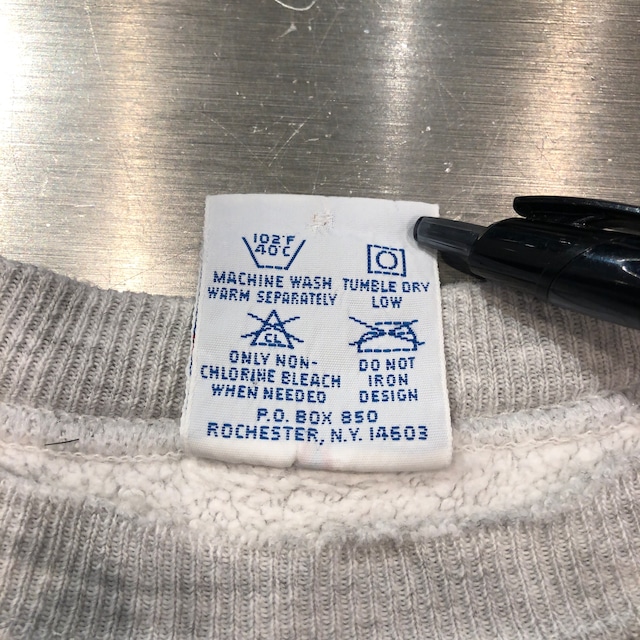 102°F
40°C
MACHINE WASH
WARM SEPARATELY
TUMBLE DRY
LOW
CL
ONLY NON-
CHLORINE BLEACH
WHEN NEEDED
DO NOT
IRON
DESIGN
P.O. BOX 850
ROCHESTER, N.Y. 14603